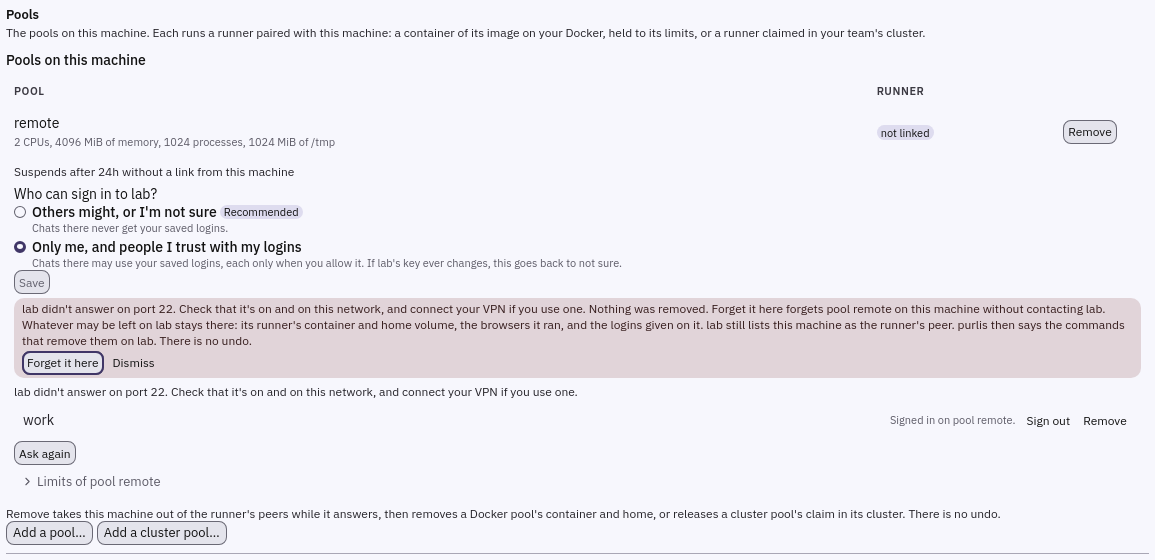 Pools
The pools on this machine. Each runs a runner paired with this machine: a container of its image on your Docker, held to its limits, or a runner claimed in your team's cluster.
Pools on this machine
POOL RUNNER
remote
2 CPUs, 4096 MiB of memory, 1024 processes, 1024 MiB of /tmp
not linked
Remove
Suspends after 24h without a link from this machine
Who can sign in to lab?
Others might, or I'm not sure Recommended
Chats there never get your saved logins.
Only me, and people I trust with my logins
Chats there may use your saved logins, each only when you allow it. If lab's key ever changes, this goes back to not sure.
Save
lab didn't answer on port 22. Check that it's on and on this network, and connect your VPN if you use one. Nothing was removed. Forget it here forgets pool remote on this machine without contacting lab.
Whatever may be left on lab stays there: its runner's container and home volume, the browsers it ran, and the logins given on it. lab still lists this machine as the runner's peer. purlis then says the commands
that remove them on lab. There is no undo.
Forget it here Dismiss
lab didn't answer on port 22. Check that it's on and on this network, and connect your VPN if you use one.
work Signed in on pool remote. Sign out Remove
Ask again
Limits of pool remote
Remove takes this machine out of the runner's peers while it answers, then removes a Docker pool's container and home, or releases a cluster pool's claim in its cluster. There is no undo.
Add a pool... Add a cluster pool...